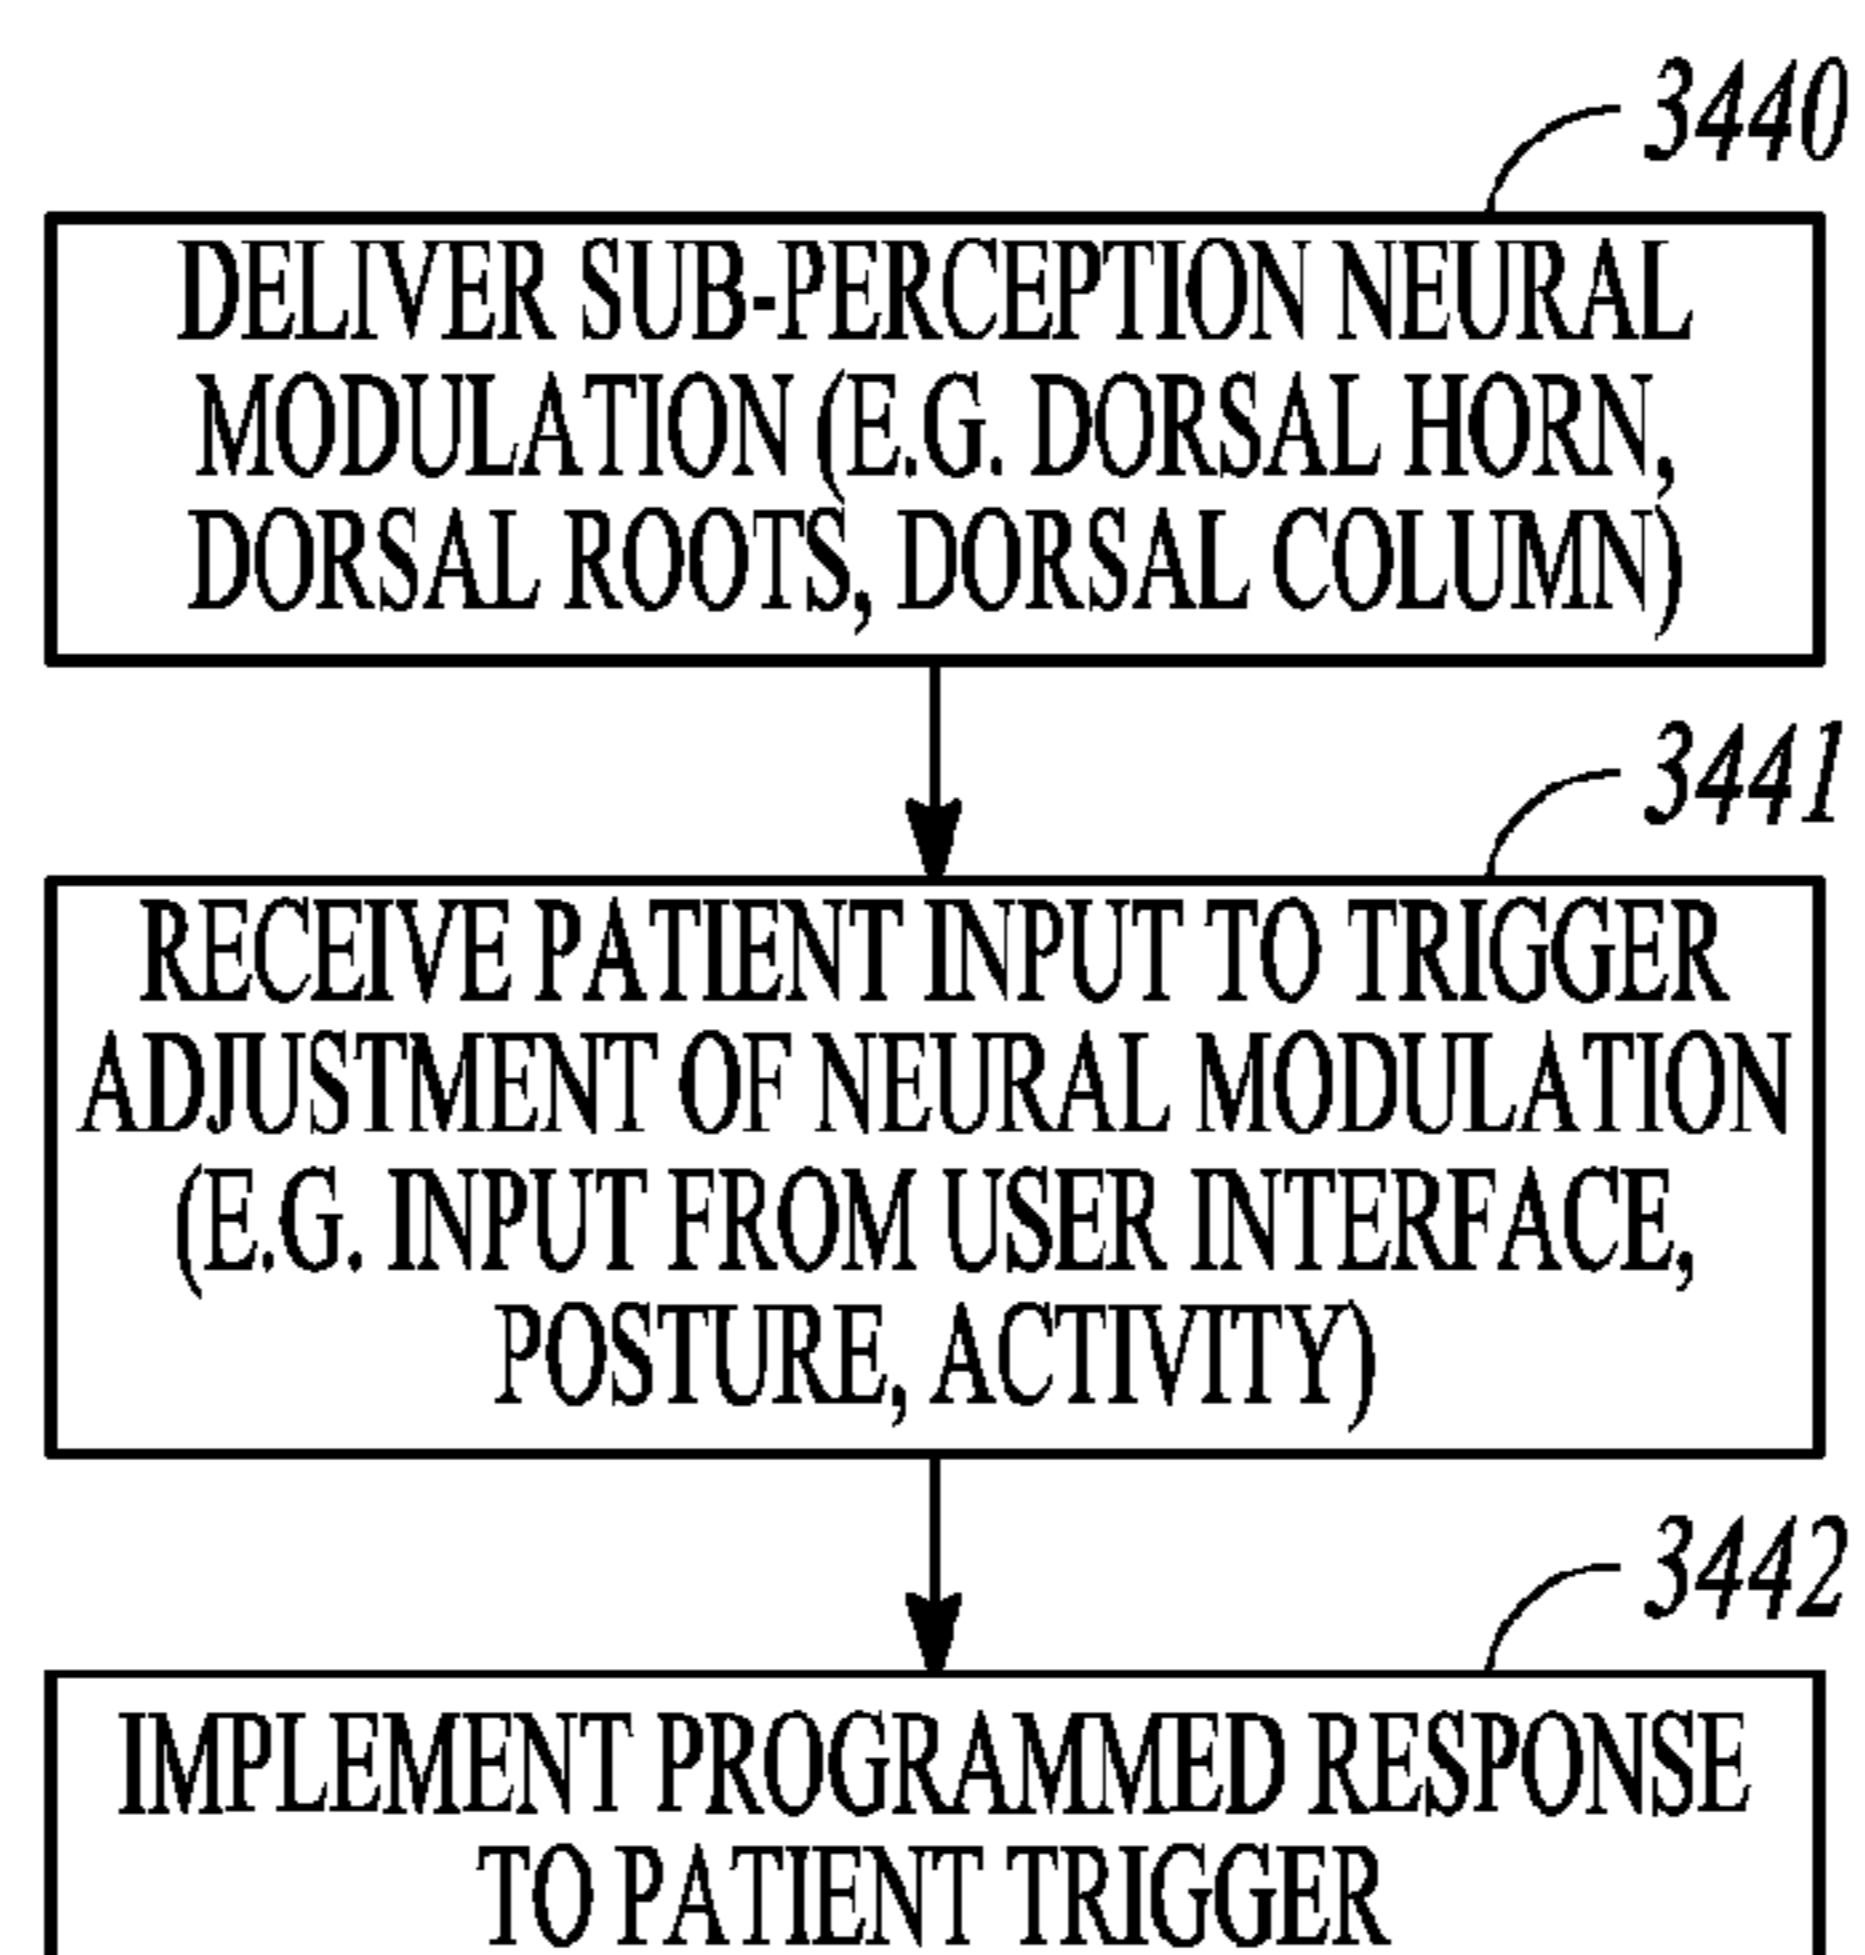 3440
DELIVER SUB-PERCEPTION NEURAL
MODULATION (E.G. DORSAL HORN,
DORSAL ROOTS, DORSAL COLUMN)
3441
RECEIVE PATIENT INPUT TO TRIGGER
ADJUSTMENT OF NEURAL MODULATION
(E.G. INPUT FROM USER INTERFACE,
POSTURE, ACTIVITY)
3442
IMPLEMENT PROGRAMMED RESPONSE
TO PATIENT TRIGGER